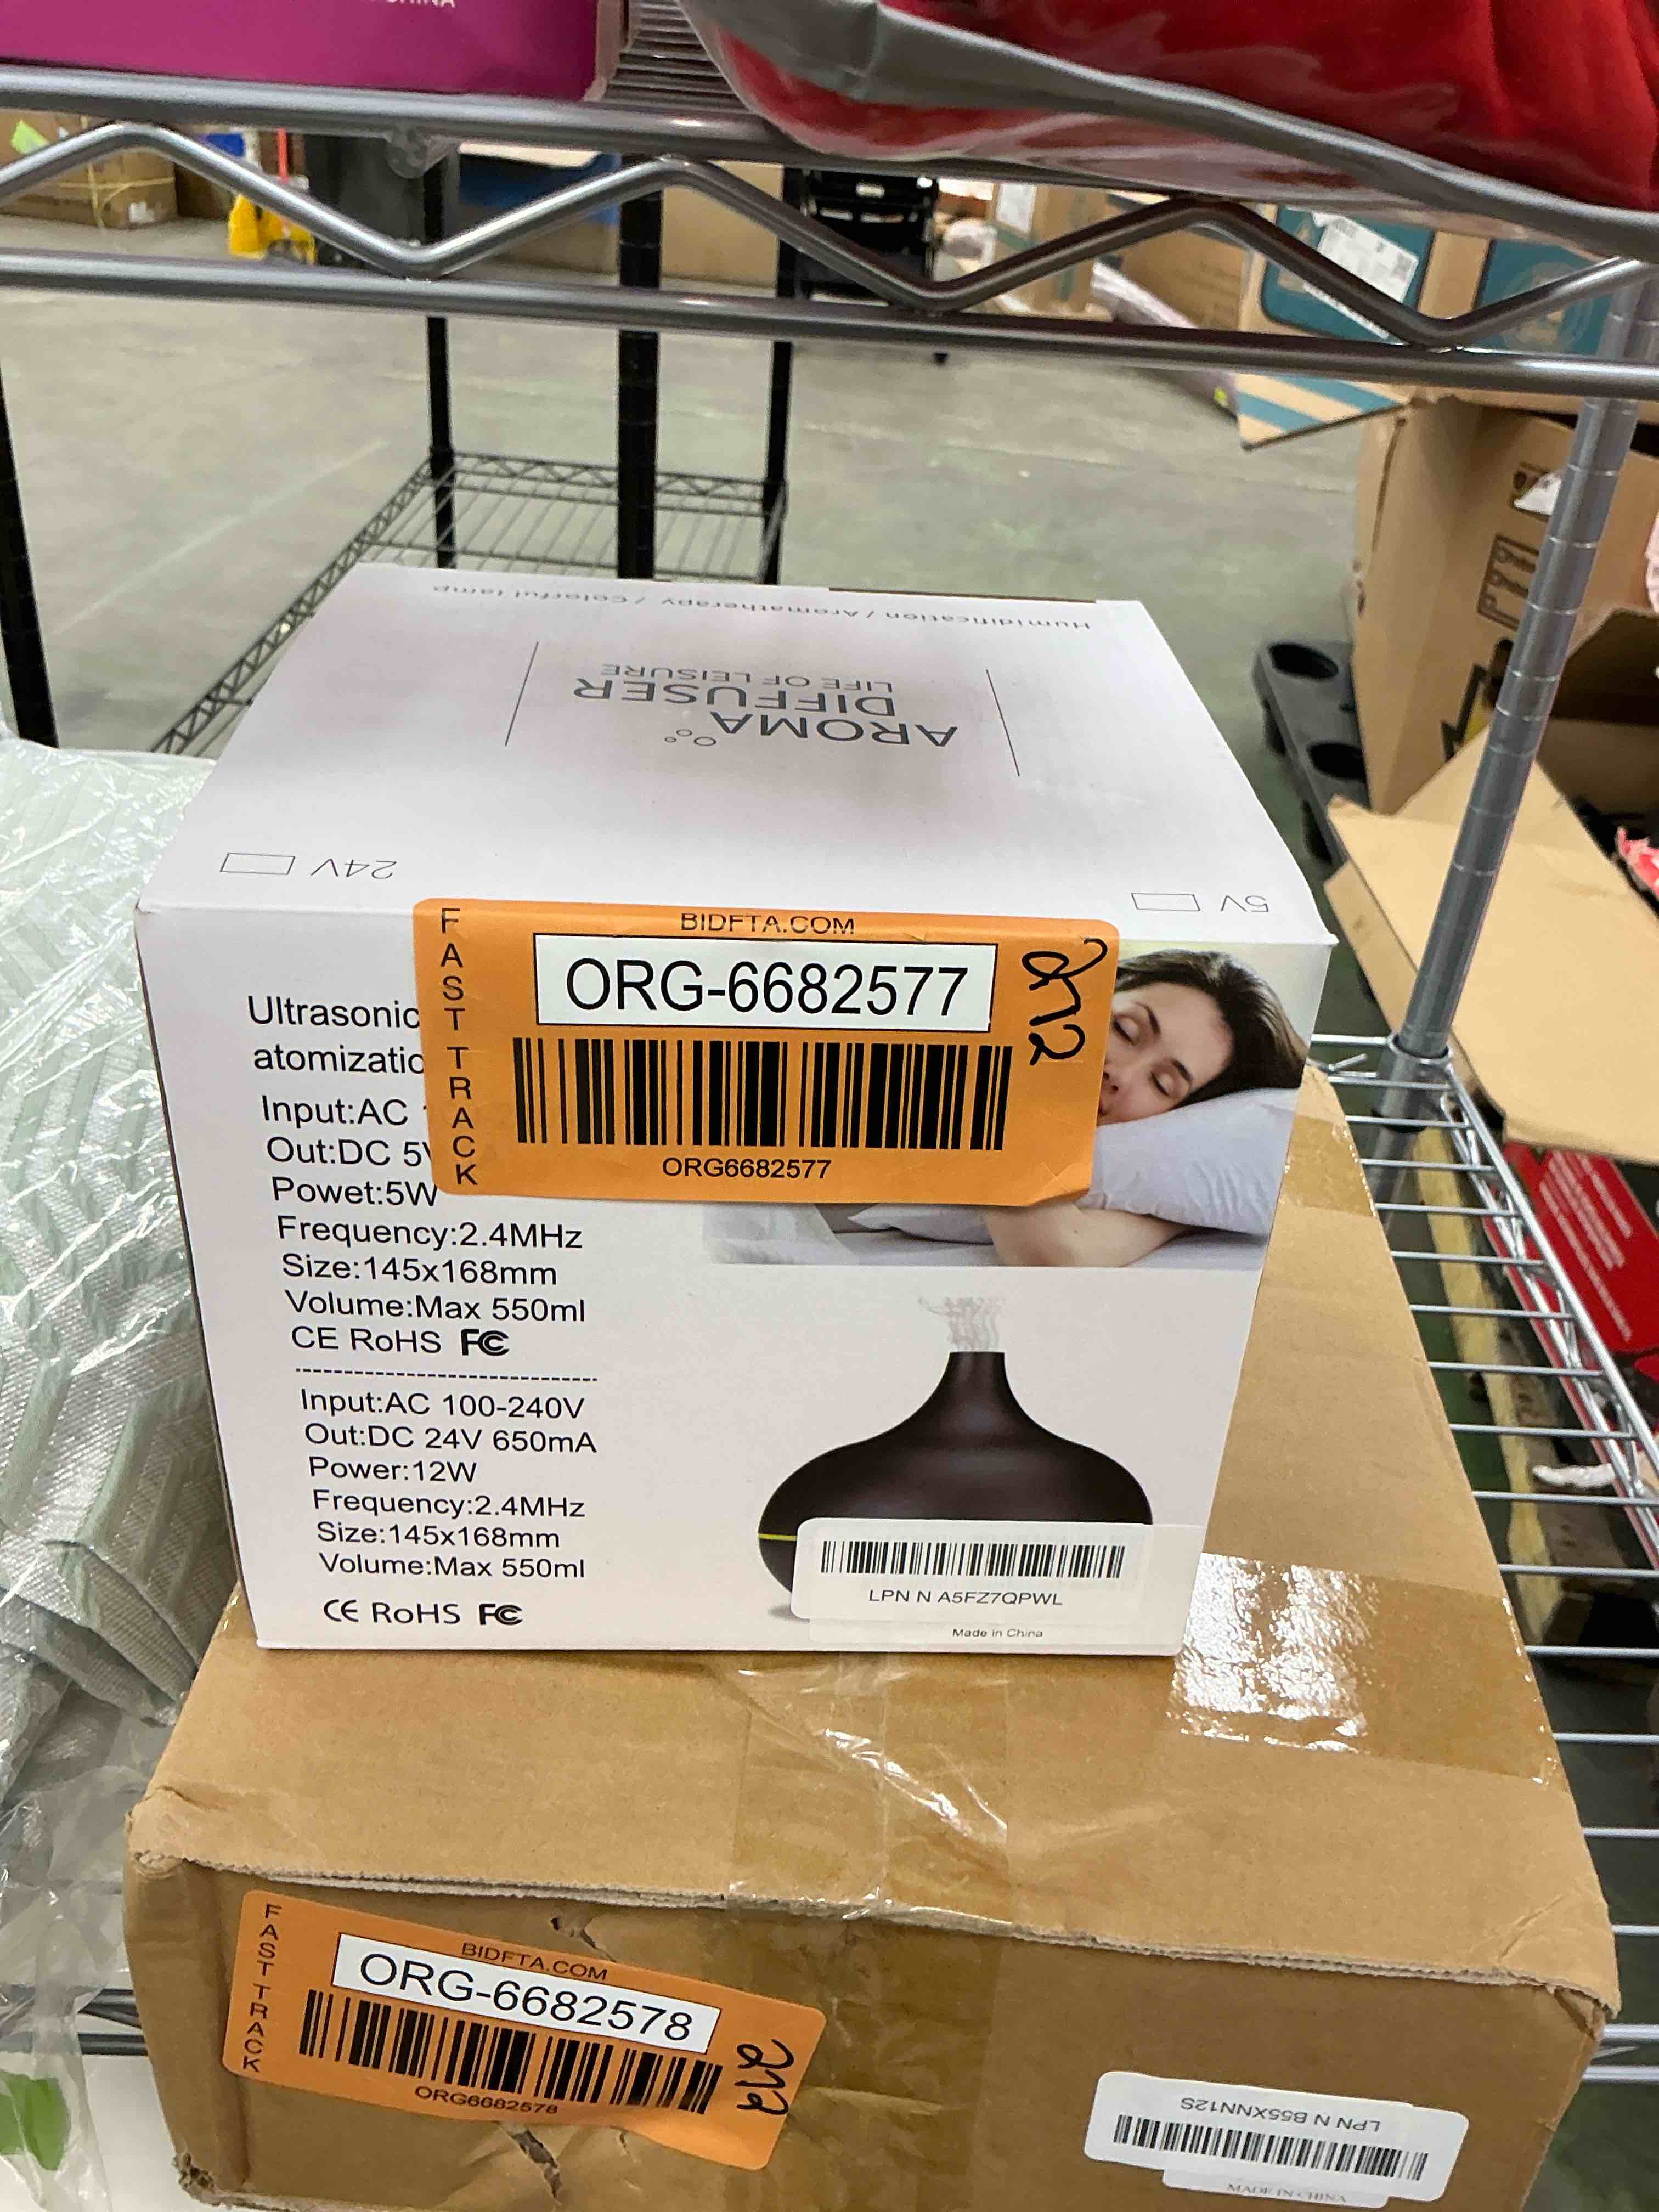 CHINA
Humidification / Aromatherapy / Colorful lamp
AROMA
DIFFUSER
LIFE OF LEISURE
24V
5V
FAST TRACK
BIDFTA.COM
ORG-6682577
212
ORG6682577
Ultrasonic
Input:AC
Out:DC 5V
Powet:5W
Frequency:2.4MHz
Size:145x168mm
Volume:Max 550ml
CE RoHS FC
Input:AC 100-240V
Out:DC 24V 650mA
Power:12W
Frequency:2.4MHz
Size:145x168mm
Volume:Max 550ml
CE RoHS FC
LPN N A5FZ7QPWL
Made in China
FAST TRACK
BIDFTA.COM
ORG-6682578
212
ORG6682578
LPN N B55XNN12S
MADE IN CHINA